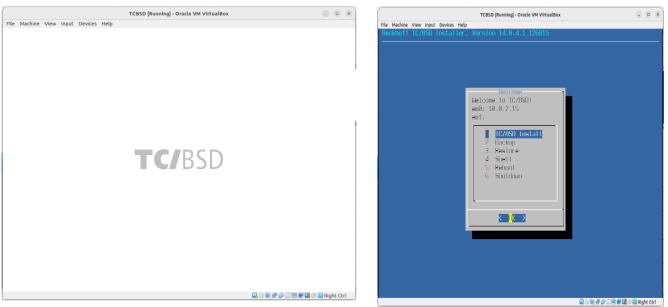 TCBSD [Running] - Oracle VM VirtualBox
File Machine View Input Devices Help
TC/BSD
Right Ctrl
TCBSD [Running] - Oracle VM VirtualBox
File Machine View Input Devices Help
Beckhoff TC/BSD Installer. Version 14.0.4.1,126815
Welcome
Welcome to TC/BSD!
em0: 10.0.2.15
em1:
1 TC/BSD Install
2 Backup
3 Restore
4 Shell
5 Reboot
6 Shutdown
Right Ctrl